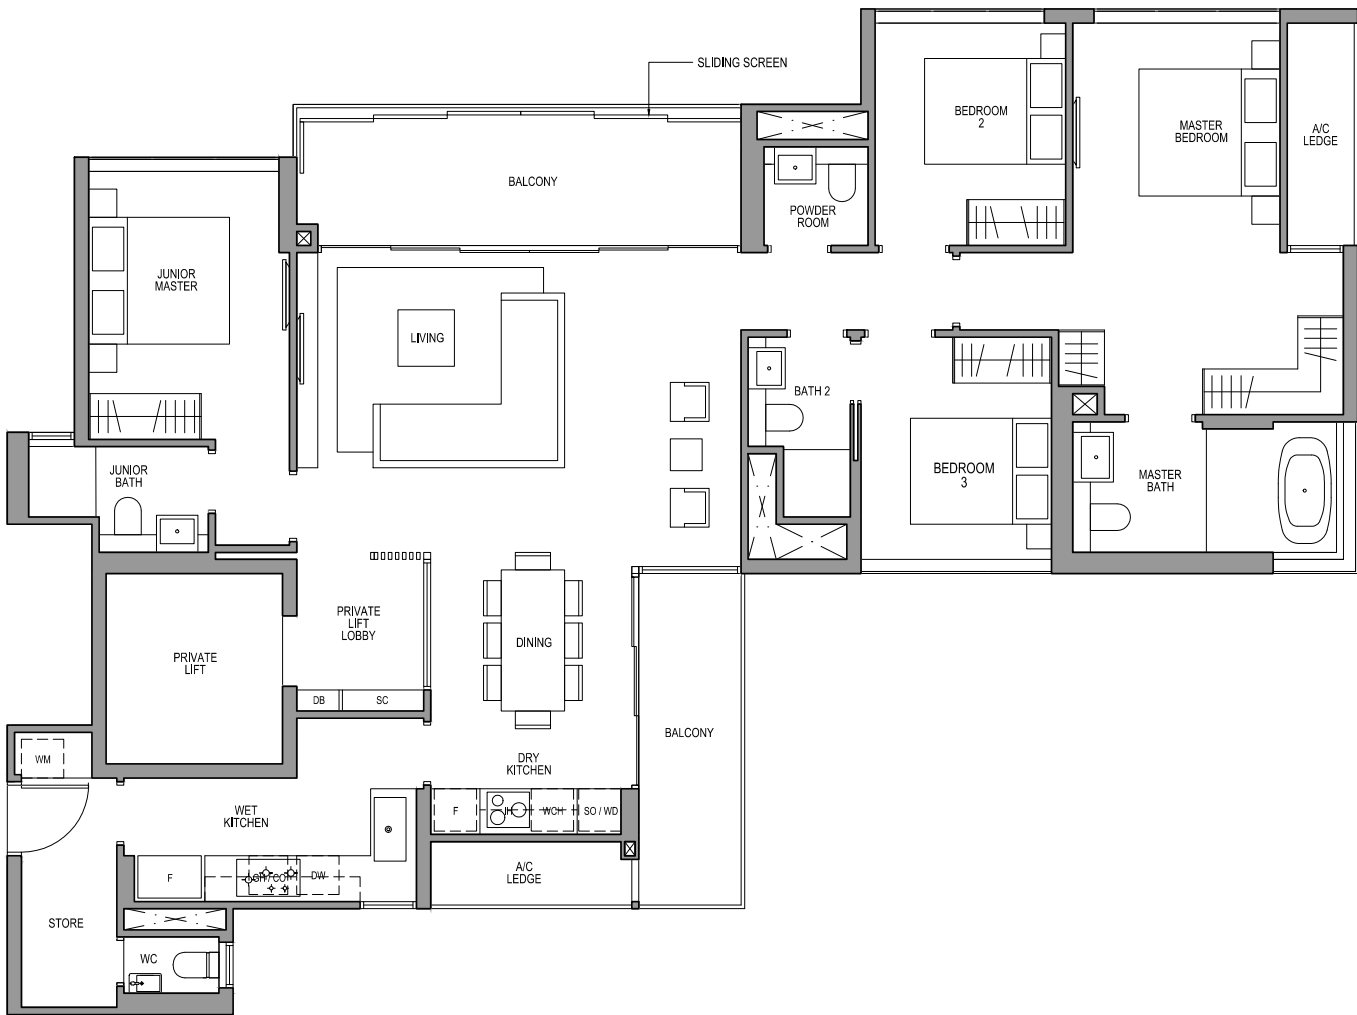 SLIDING SCREEN
BEDROOM
2
MASTER
BEDROOM
A/C
LEDGE
BALCONY
POWDER
ROOM
JUNIOR
MASTER
LIVING
BATH 2
JUNIOR
BATH
BEDROOM
3
MASTER
BATH
PRIVATE
LIFT
LOBBY
DINING
PRIVATE
LIFT
DB
SC
BALCONY
WM
DRY
KITCHEN
WET
KITCHEN
F
IH
WCH
SO / WD
F
GH / COT
DW
A/C
LEDGE
STORE
WC